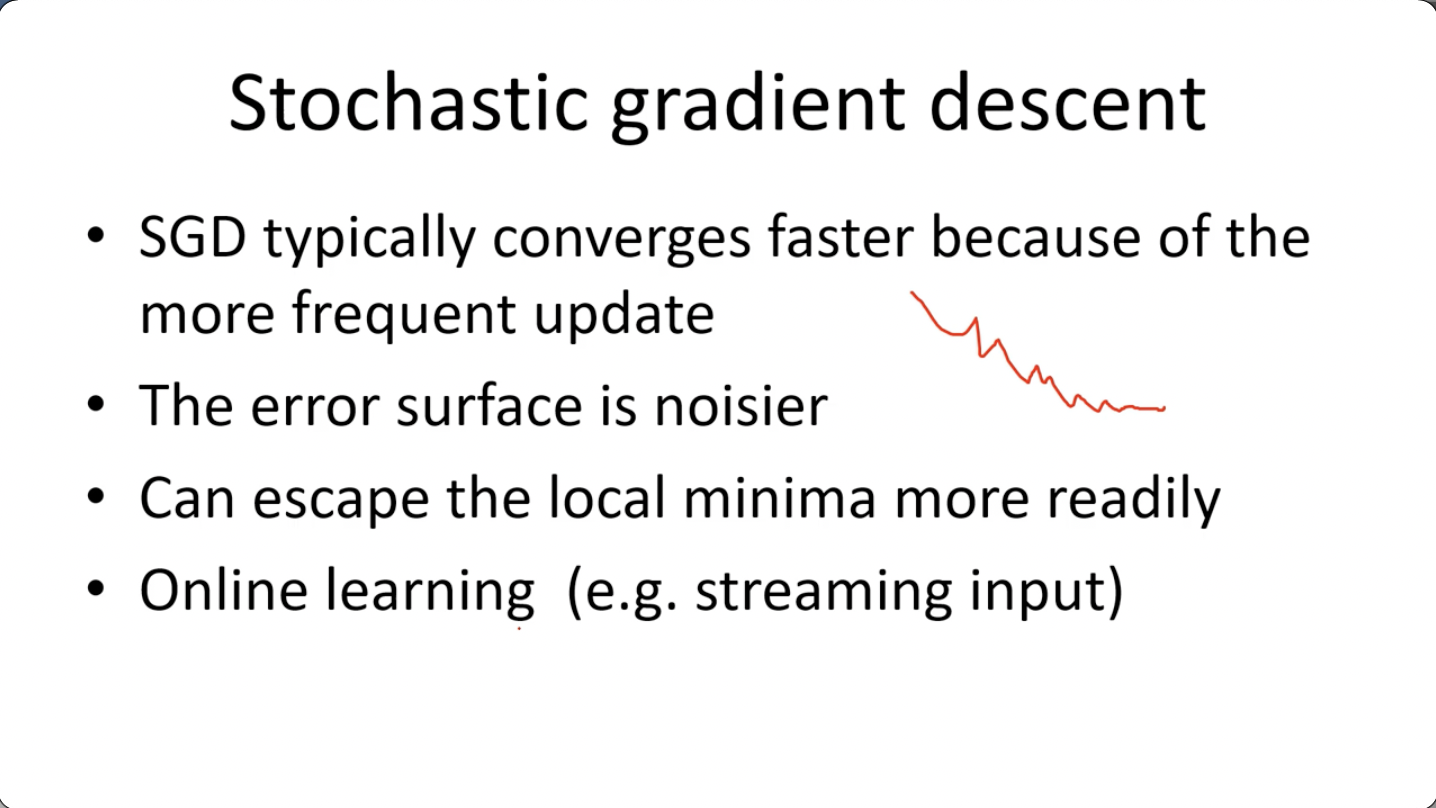 Stochastic gradient descent
• SGD typically converges faster because of the
more frequent update
• The error surface is noisier
• Can escape the local minima more readily
• Online learning (e.g. streaming input)